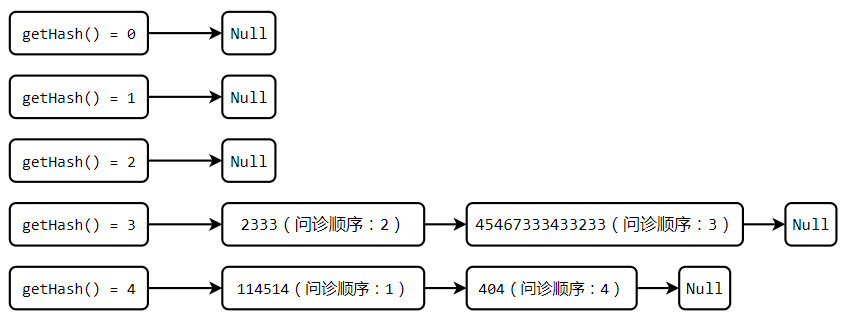 getHash() = 0 Null
getHash() = 1 Null
getHash() = 2 Null
getHash() = 3 2333（问诊顺序：2） 45467333433233（问诊顺序：3） Null
getHash() = 4 114514（问诊顺序：1） 404（问诊顺序：4） Null